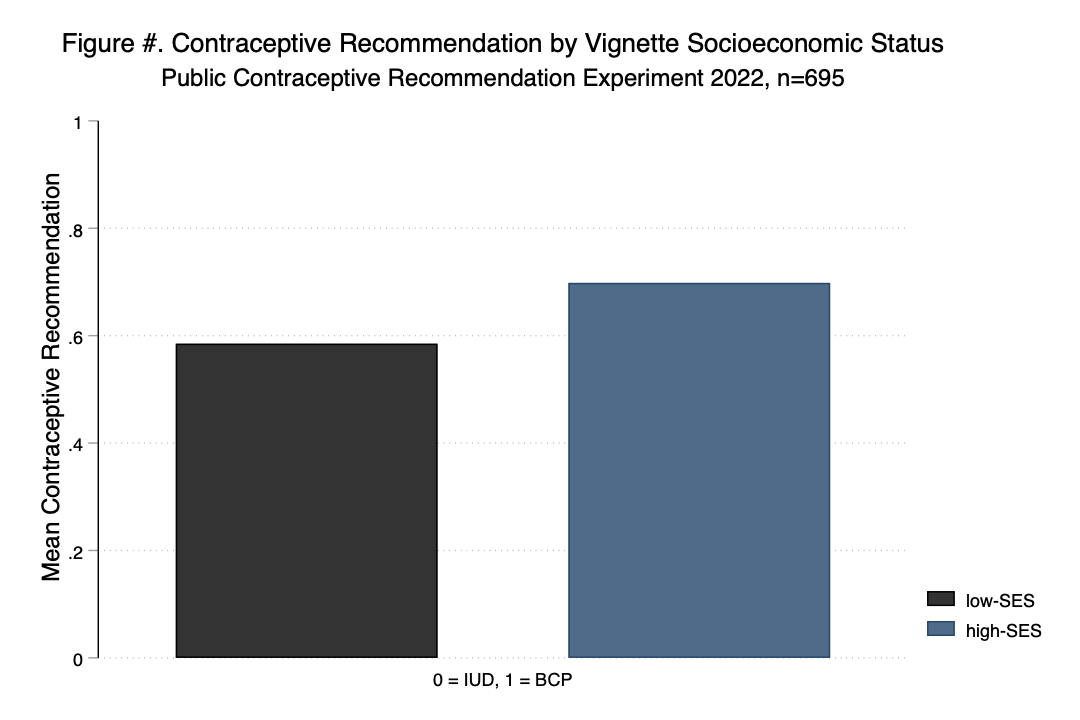 Figure #. Contraceptive Recommendation by Vignette Socioeconomic Status
Public Contraceptive Recommendation Experiment 2022, n=695
Mean Contraceptive Recommendation
1
.8
.6
.4
.2
0
0 = IUD, 1 = BCP
low-SES
high-SES